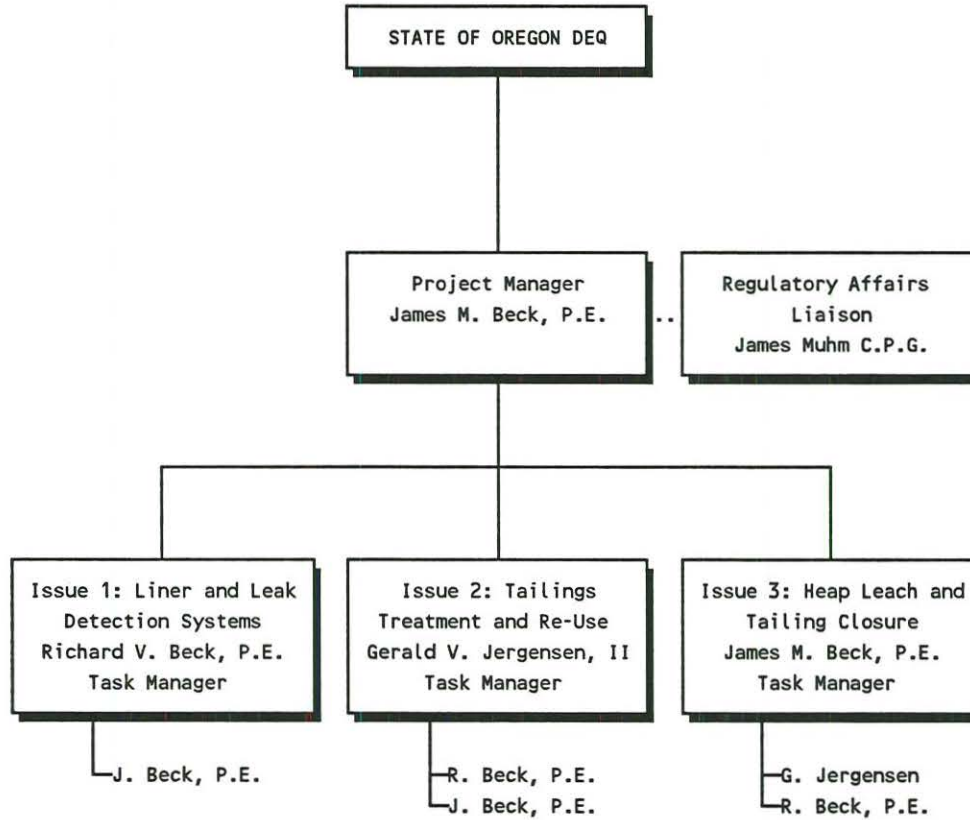 STATE OF OREGON DEQ
Project Manager
James M. Beck, P.E.
..
Regulatory Affairs
Liaison
James Muhm C.P.G.
Issue 1: Liner and Leak
Detection Systems
Richard V. Beck, P.E.
Task Manager
J. Beck, P.E.
Issue 2: Tailings
Treatment and Re-Use
Gerald V. Jergensen, II
Task Manager
R. Beck, P.E.
J. Beck, P.E.
Issue 3: Heap Leach and
Tailing Closure
James M. Beck, P.E.
Task Manager
G. Jergensen
R. Beck, P.E.